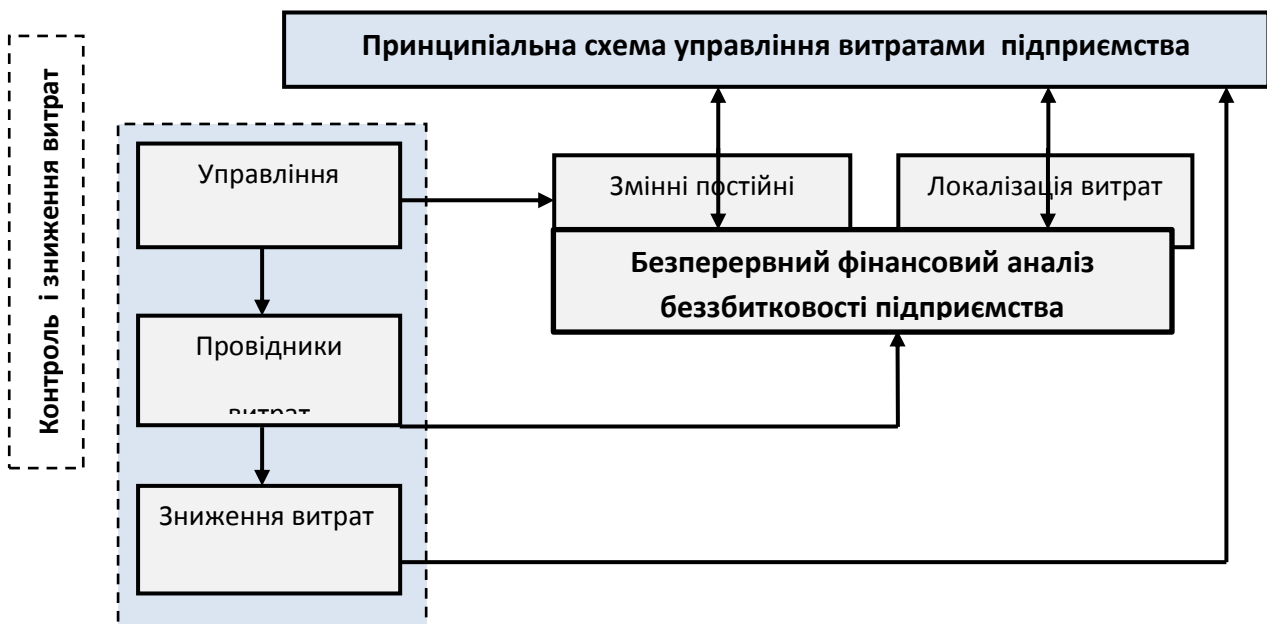 Принципіальна схема управління витратами підприємства
Контроль і зниження витрат
Управління
Змінні постійні
Локалізація витрат
Безперервний фінансовий аналіз
беззбитковості підприємства
Провідники
витрат
Зниження витрат